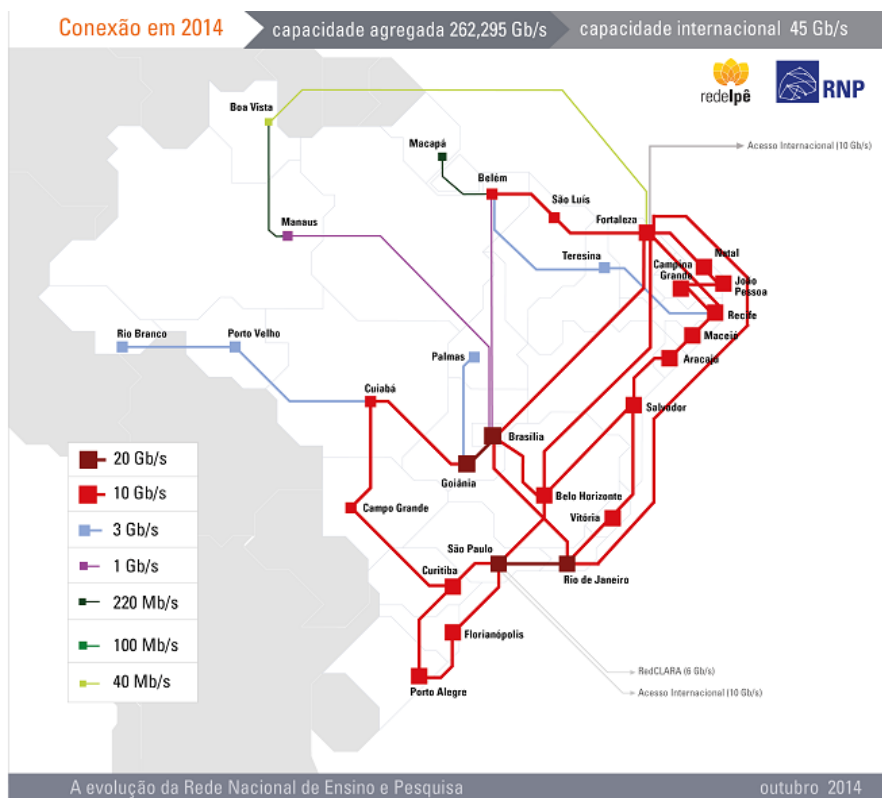 Conexão em 2014
capacidade agregada 262,295 Gb/s
capacidade internacional 45 Gb/s
redeIpê
RNP
Boa Vista
Macapá
Acesso Internacional (10 Gb/s)
Belém
São Luís
Fortaleza
Manaus
Natal
Teresina
Campina
Grande
João
Pessoa
Recife
Rio Branco
Porto Velho
Maceió
Palmas
Aracajú
Cuiabá
Salvador
Brasília
20 Gb/s
Goiânia
10 Gb/s
Belo Horizonte
Campo Grande
Vitória
3 Gb/s
São Paulo
1 Gb/s
Curitiba
Rio de Janeiro
220 Mb/s
100 Mb/s
Florianópolis
40 Mb/s
RedCLARA (6 Gb/s)
Porto Alegre
Acesso Internacional (10 Gb/s)
A evolução da Rede Nacional de Ensino e Pesquisa
outubro 2014